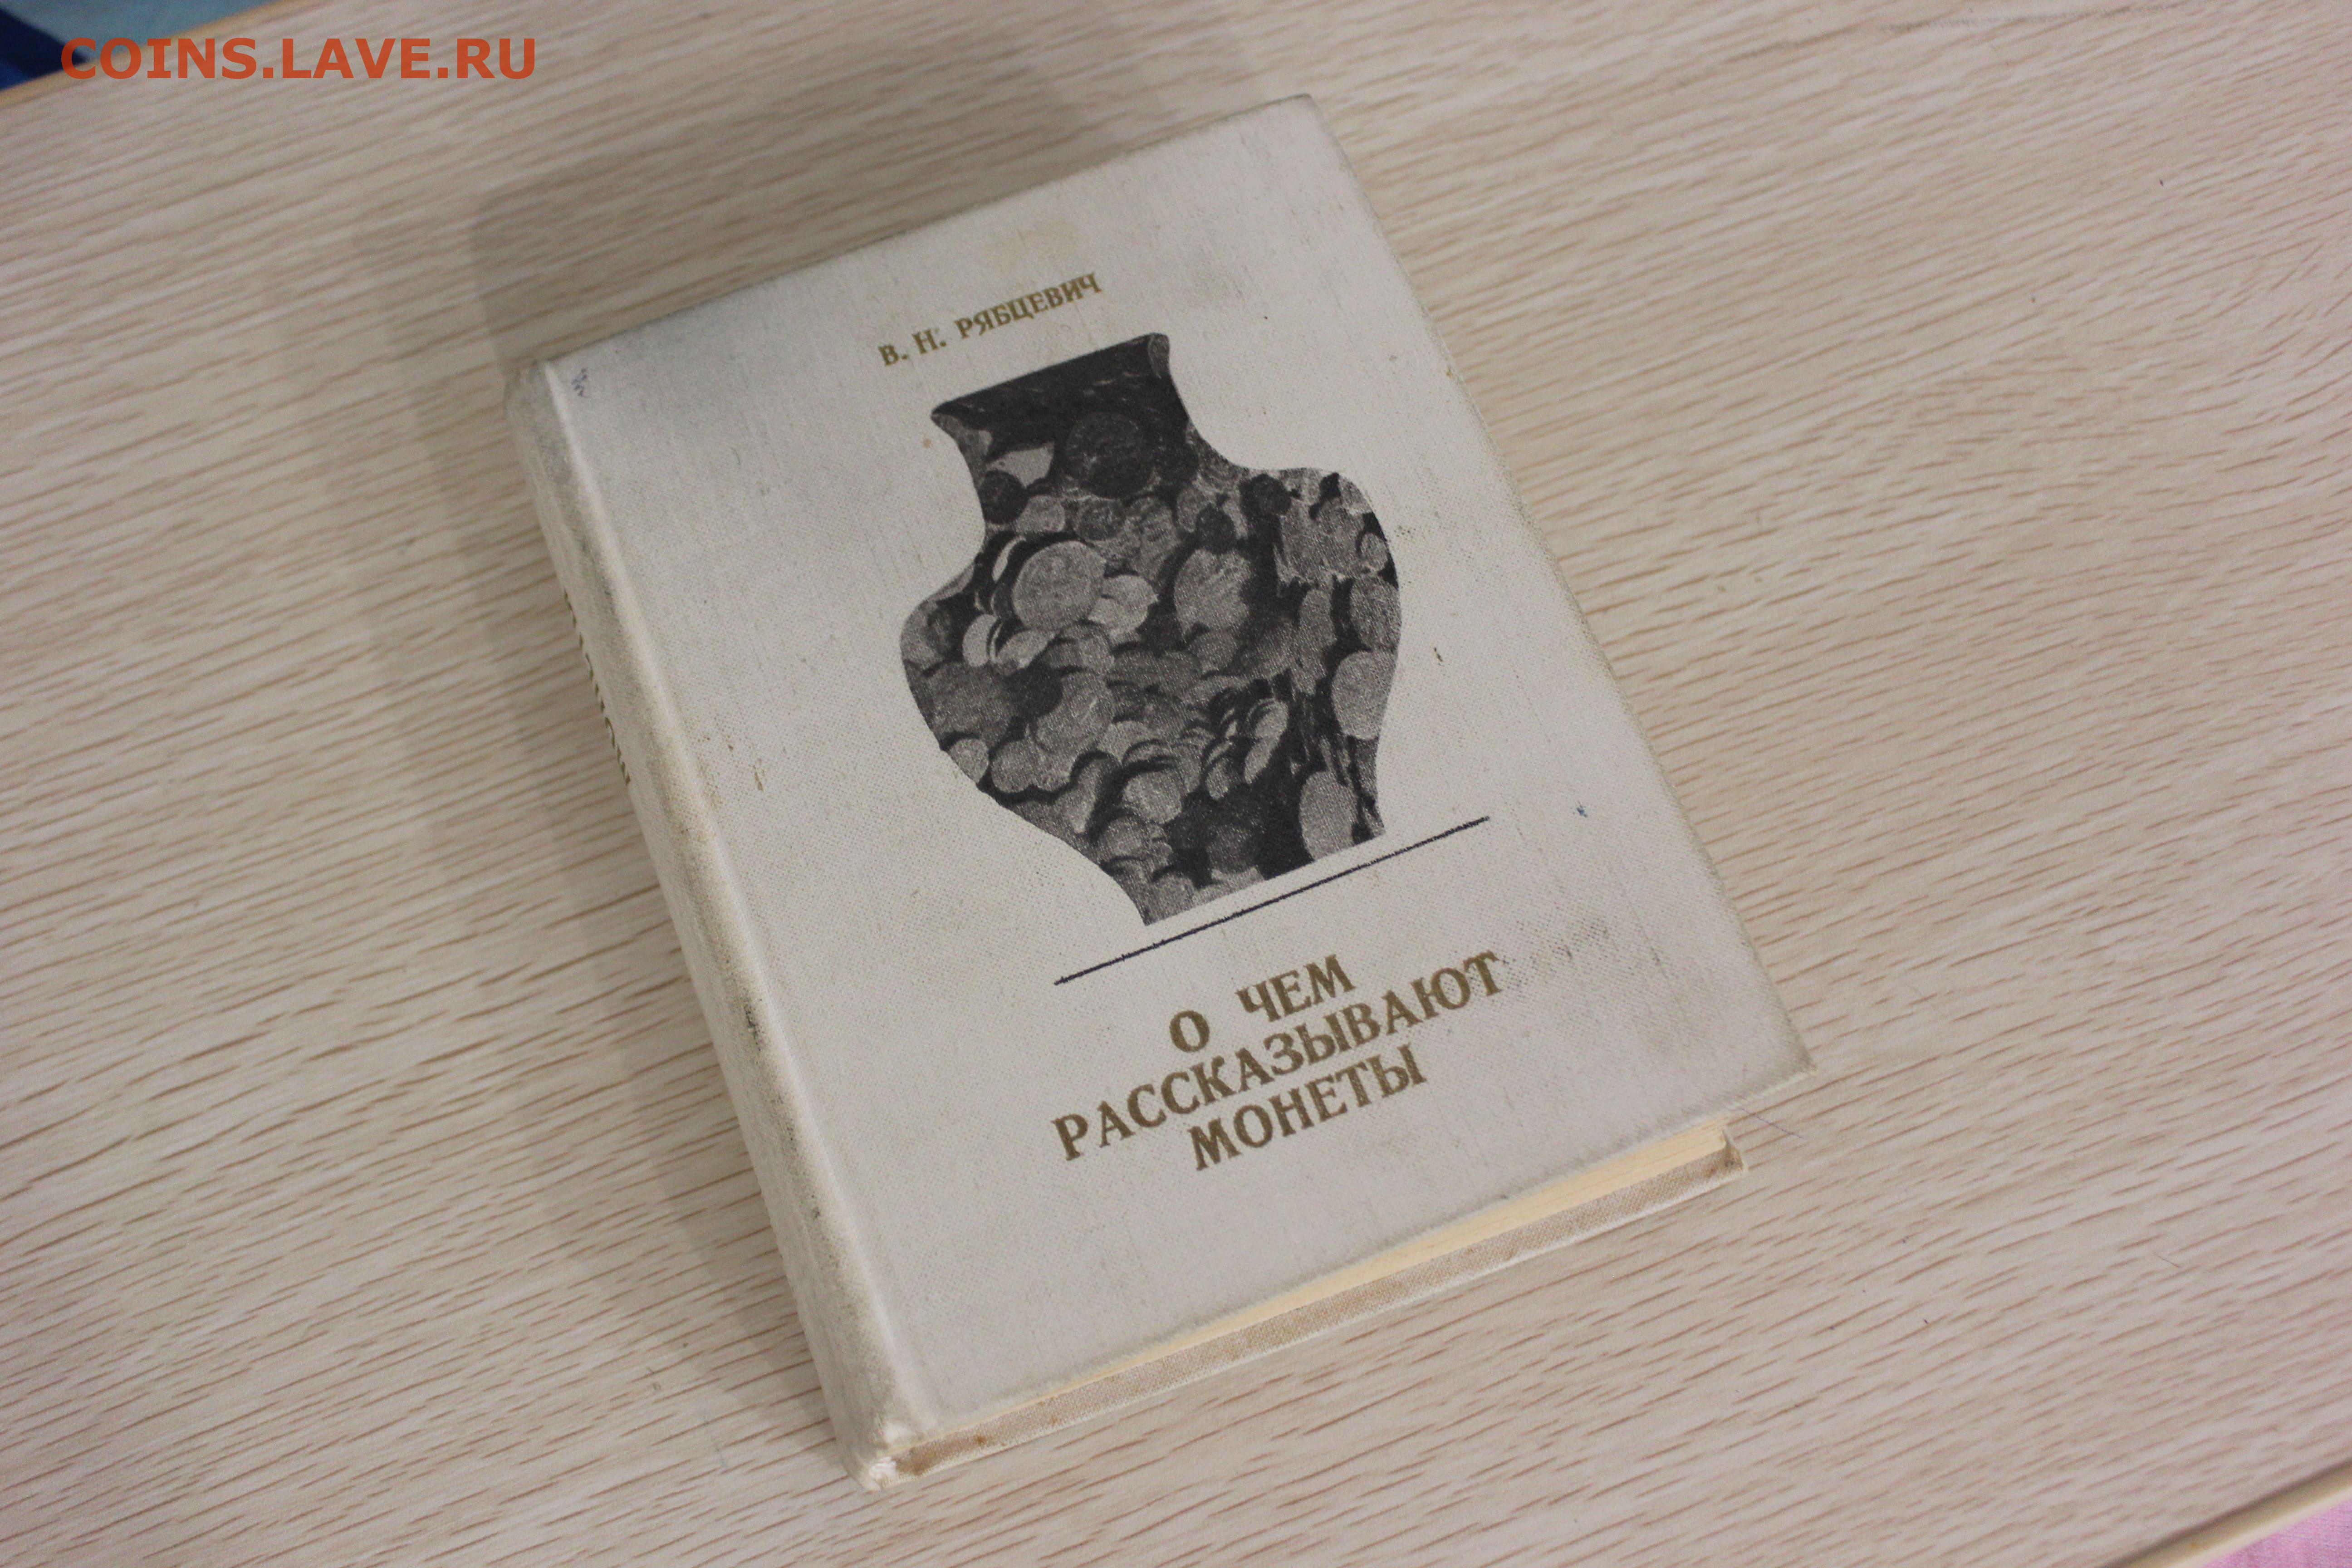 COINS.LAVE.RU
В. Н. РЯБЦЕВИЧ
О ЧЕМ
РАССКАЗЫВАЮТ
МОНЕТЫ